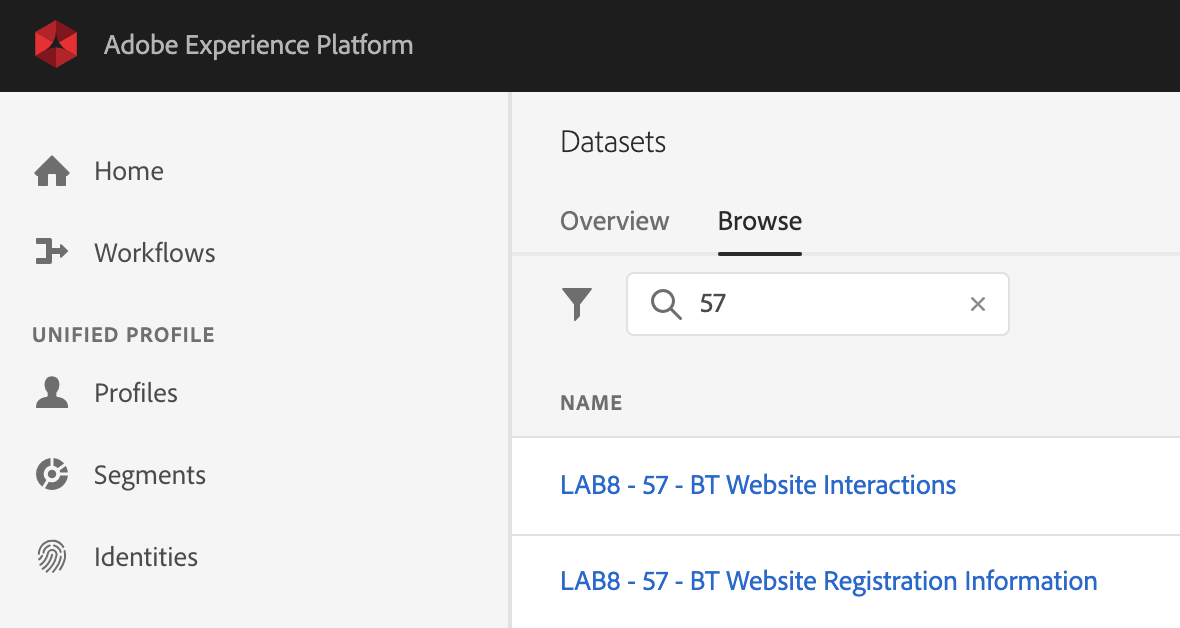 Adobe Experience Platform
Home
Workflows
UNIFIED PROFILE
Profiles
Segments
Identities
Datasets
Overview Browse
57
NAME
LAB8 - 57 - BT Website Interactions
LAB8 - 57 - BT Website Registration Information